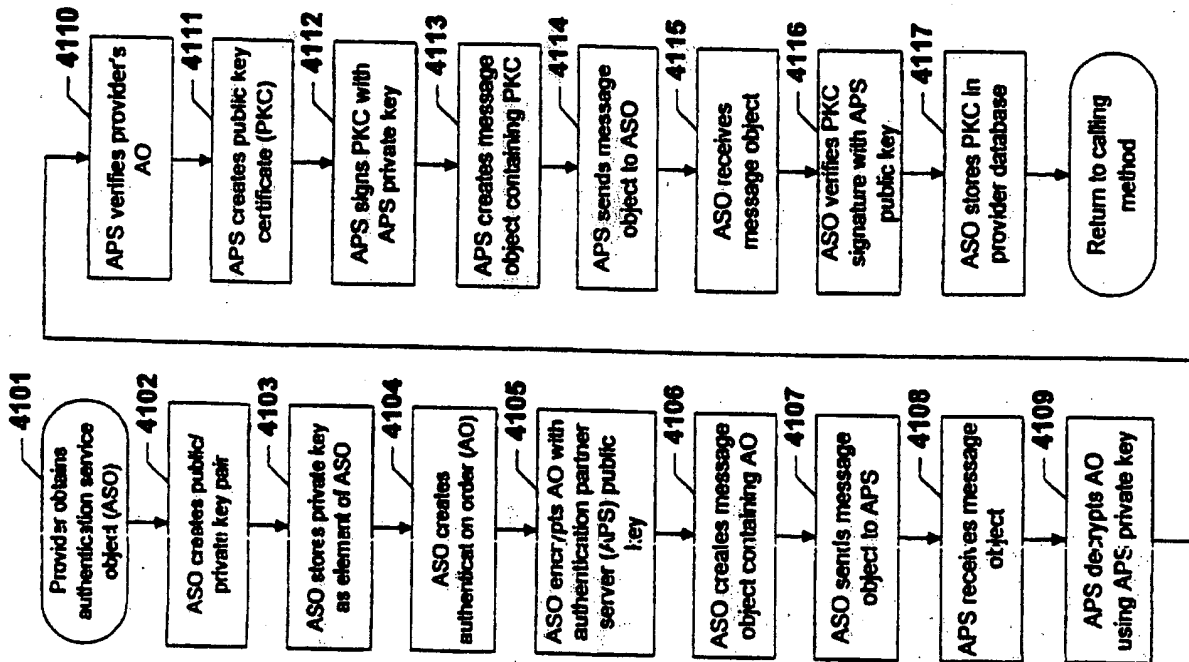 4101
Provider obtains
authentication service
object (ASO)
4102
ASO creates public/
private key pair
4103
ASO stores private key
as element of ASO
4104
ASO creates
authentication order (AO)
4105
ASO encrypts AO with
authentication partner
server (APS) public
key
4106
ASO creates message
object containing AO
4107
ASO sends message
object to APS
4108
APS receives message
object
4109
APS decrypts AO
using APS private key
4110
APS verifies provider's
AO
4111
APS creates public key
certificate (PKC)
4112
APS signs PKC with
APS private key
4113
APS creates message
object containing PKC
4114
APS sends message
object to ASO
4115
ASO receives
message object
4116
ASO verifies PKC
signature with APS
public key
4117
ASO stores PKC in
provider database
Return to calling
method